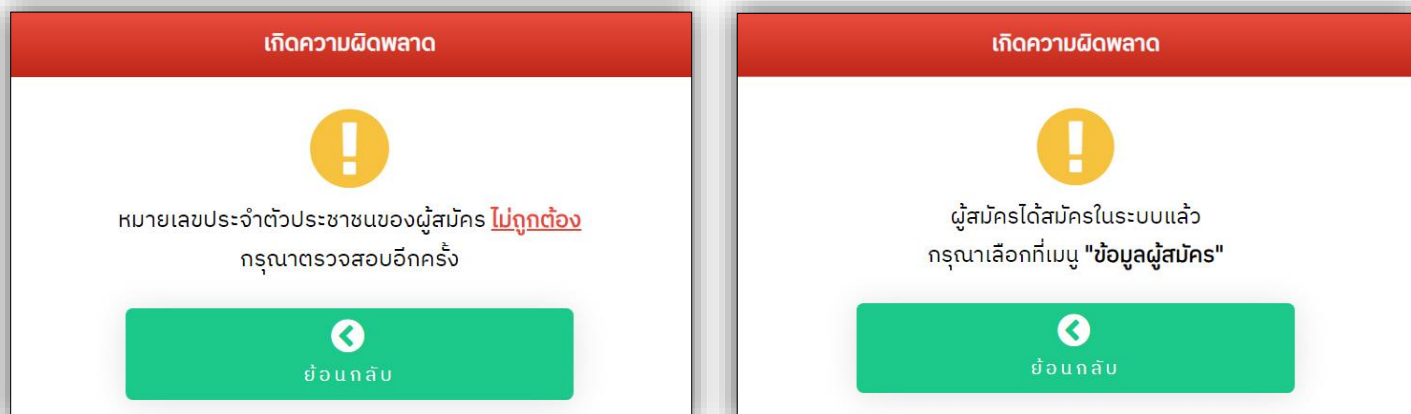 เกิดความผิดพลาด
หมายเลขประจำตัวประชาชนของผู้สมัคร ไม่ถูกต้อง
กรุณาตรวจสอบอีกครั้ง
ย้อนกลับ
เกิดความผิดพลาด
ผู้สมัครได้สมัครในระบบแล้ว
กรุณาเลือกที่เมนู "ข้อมูลผู้สมัคร"
ย้อนกลับ